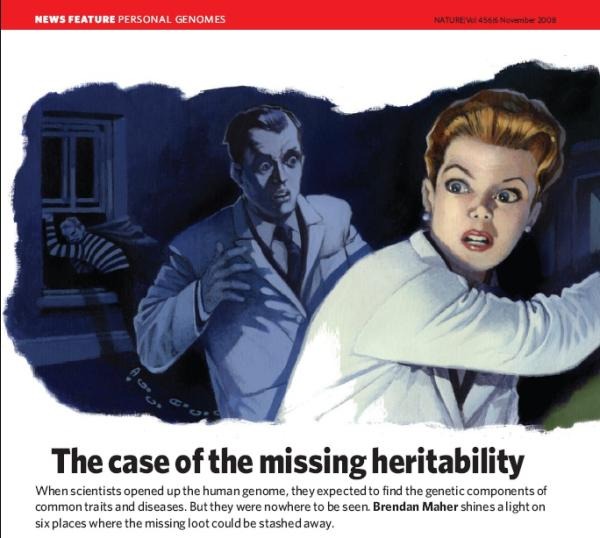 NEWS FEATURE PERSONAL GENOMES
NATURE|Vol 456|6 November 2008
The case of the missing heritability
When scientists opened up the human genome, they expected to find the genetic components of
common traits and diseases. But they were nowhere to be seen. Brendan Maher shines a light on
six places where the missing loot could be stashed away.